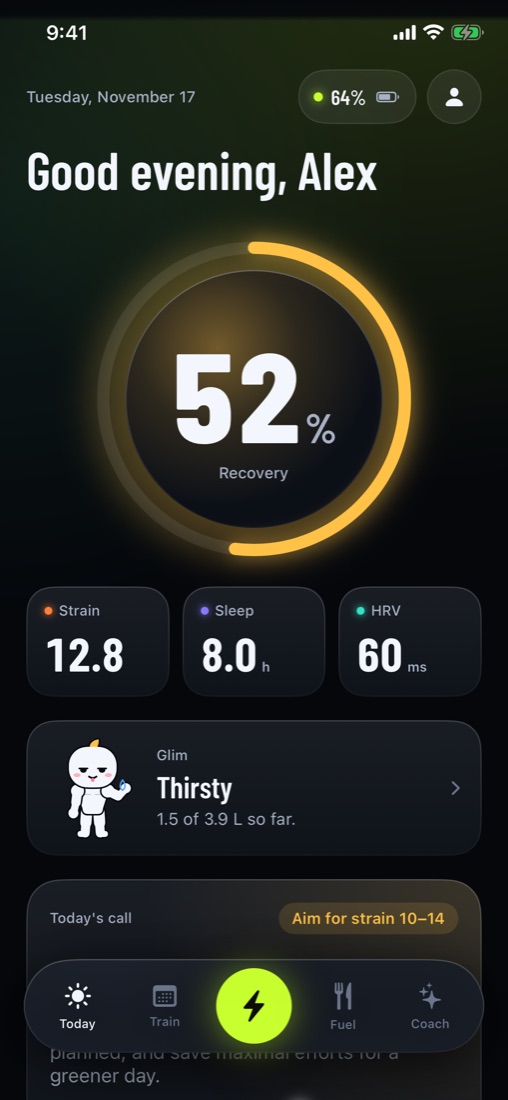 9:41
Tuesday, November 17
64%
Good evening, Alex
52%
Recovery
Strain
12.8
Sleep
8.0 h
HRV
60 ms
Glim
Thirsty
1.5 of 3.9 L so far.
Today's call
Aim for strain 10–14
Today
Train
Fuel
Coach
planned, and save maximal efforts for a
greener day.